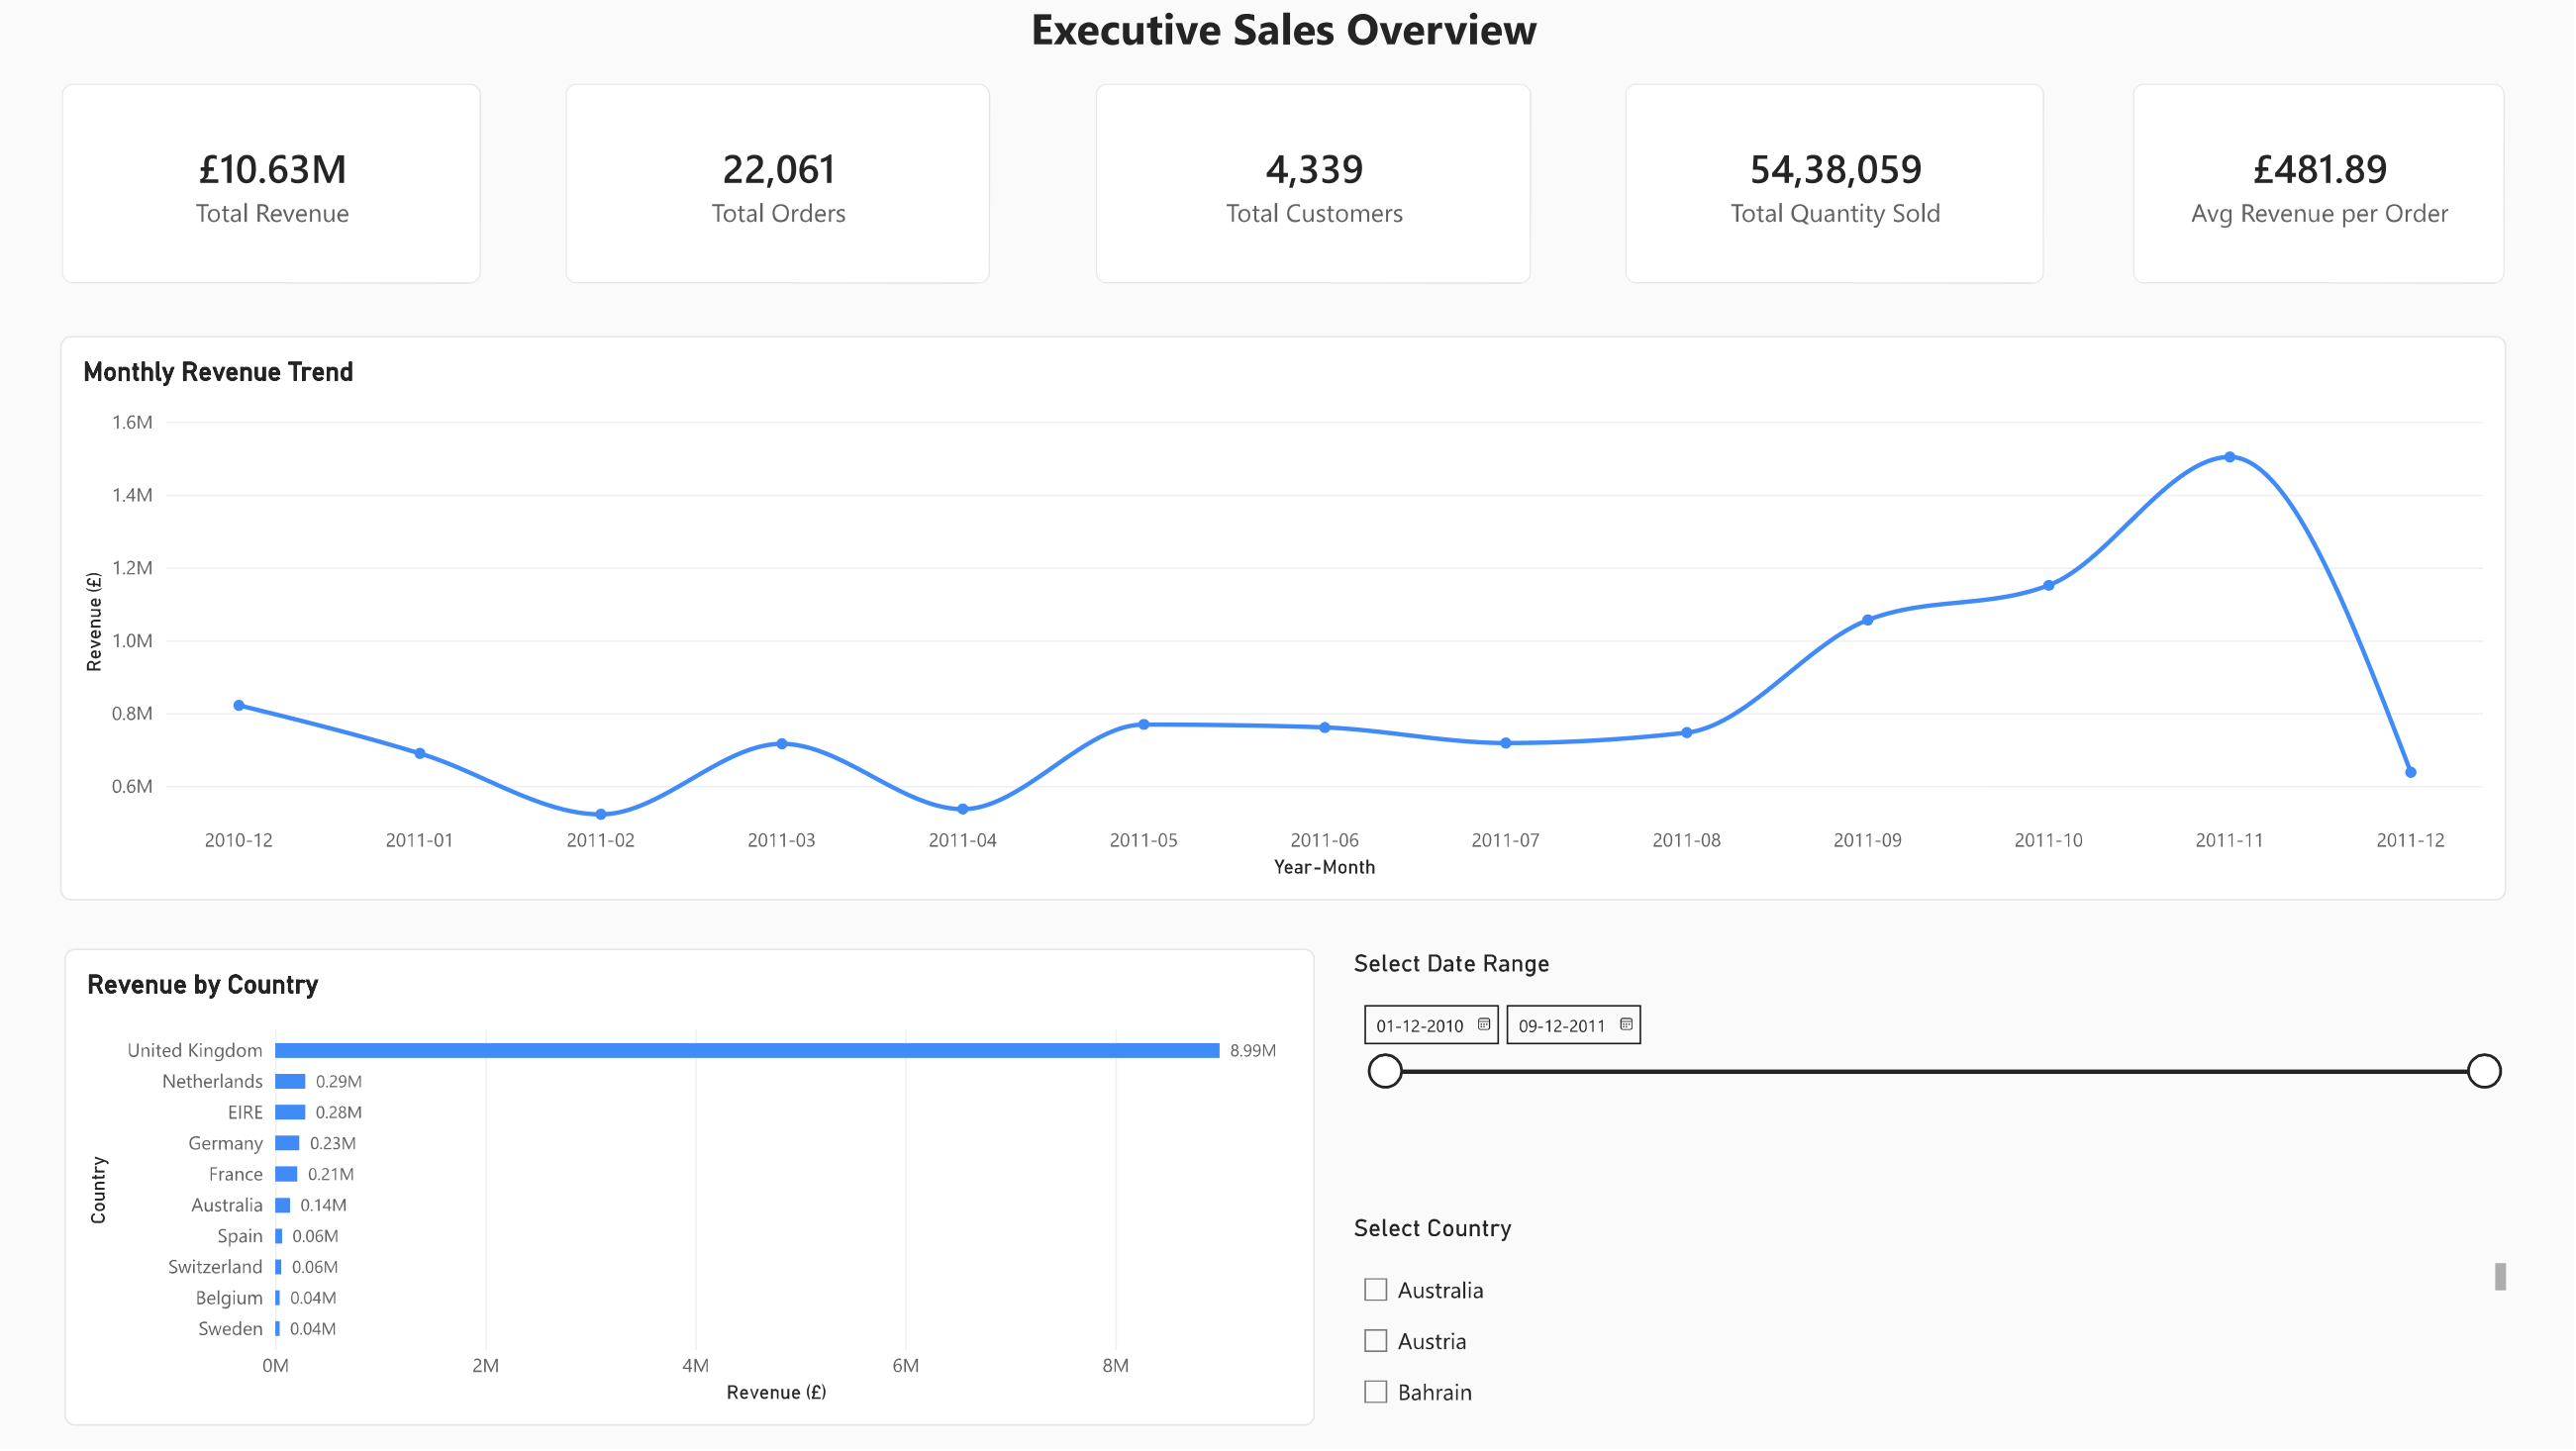 Executive Sales Overview
£10.63M
Total Revenue
22,061
Total Orders
4,339
Total Customers
54,38,059
Total Quantity Sold
£481.89
Avg Revenue per Order
Monthly Revenue Trend
Revenue (£)
1.6M
1.4M
1.2M
1.0M
0.8M
0.6M
2010-12 2011-01 2011-02 2011-03 2011-04 2011-05 2011-06 2011-07 2011-08 2011-09 2011-10 2011-11 2011-12
Year-Month
Revenue by Country
Country
United Kingdom 8.99M
Netherlands 0.29M
EIRE 0.28M
Germany 0.23M
France 0.21M
Australia 0.14M
Spain 0.06M
Switzerland 0.06M
Belgium 0.04M
Sweden 0.04M
0M 2M 4M 6M 8M
Revenue (£)
Select Date Range
01-12-2010 09-12-2011
Select Country
Australia
Austria
Bahrain